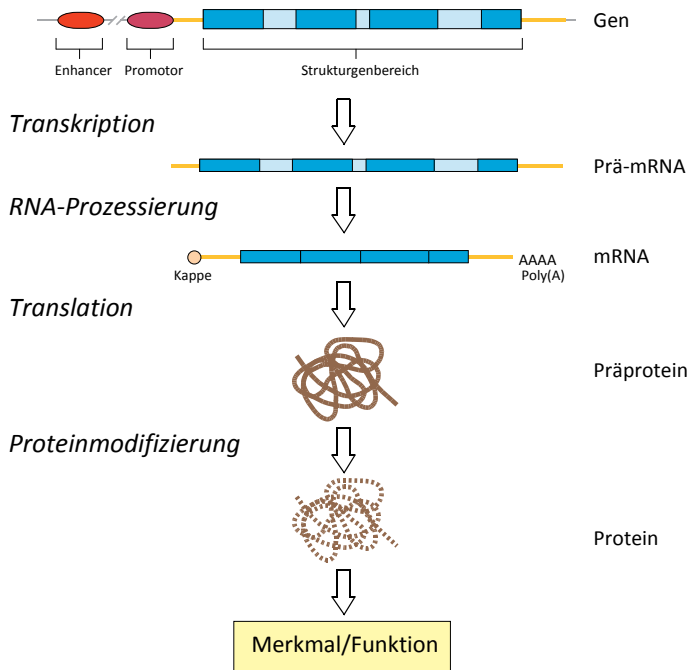 Gen
Enhancer
Promotor
Strukturgenbereich
Transkription
Prä-mRNA
RNA-Prozessierung
mRNA
Kappe
AAAA
Poly(A)
Translation
Präprotein
Proteinmodifizierung
Protein
Merkmal/Funktion